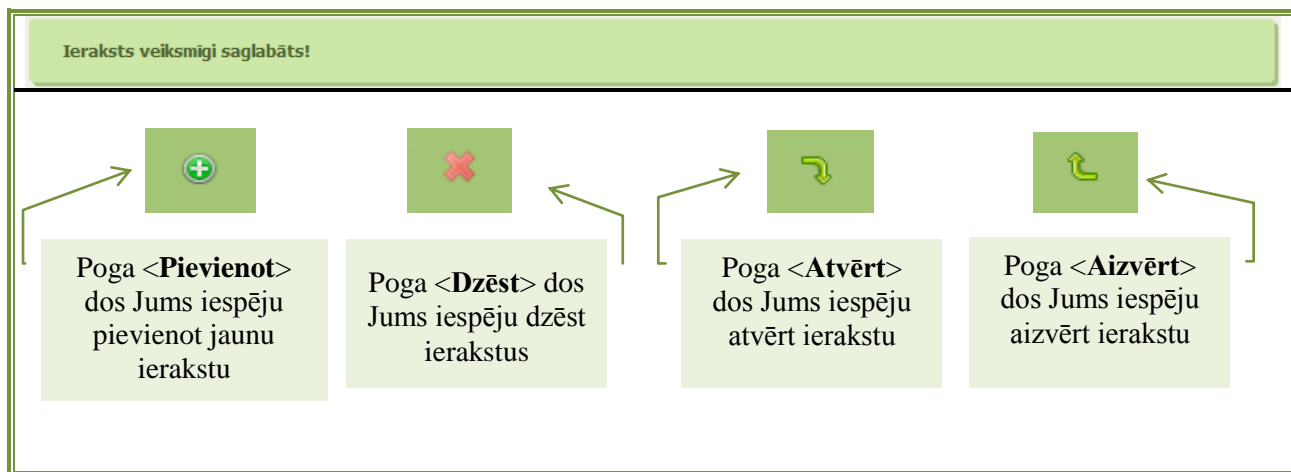 Ieraksts veiksmīgi saglabāts!
Poga <Pievienot>
dos Jums iespēju
pievienot jaunu
ierakstu
Poga <Dzēst> dos
Jums iespēju dzēst
ierakstus
Poga <Atvērt>
dos Jums iespēju
atvērt ierakstu
Poga <Aizvērt>
dos Jums iespēju
aizvērt ierakstu